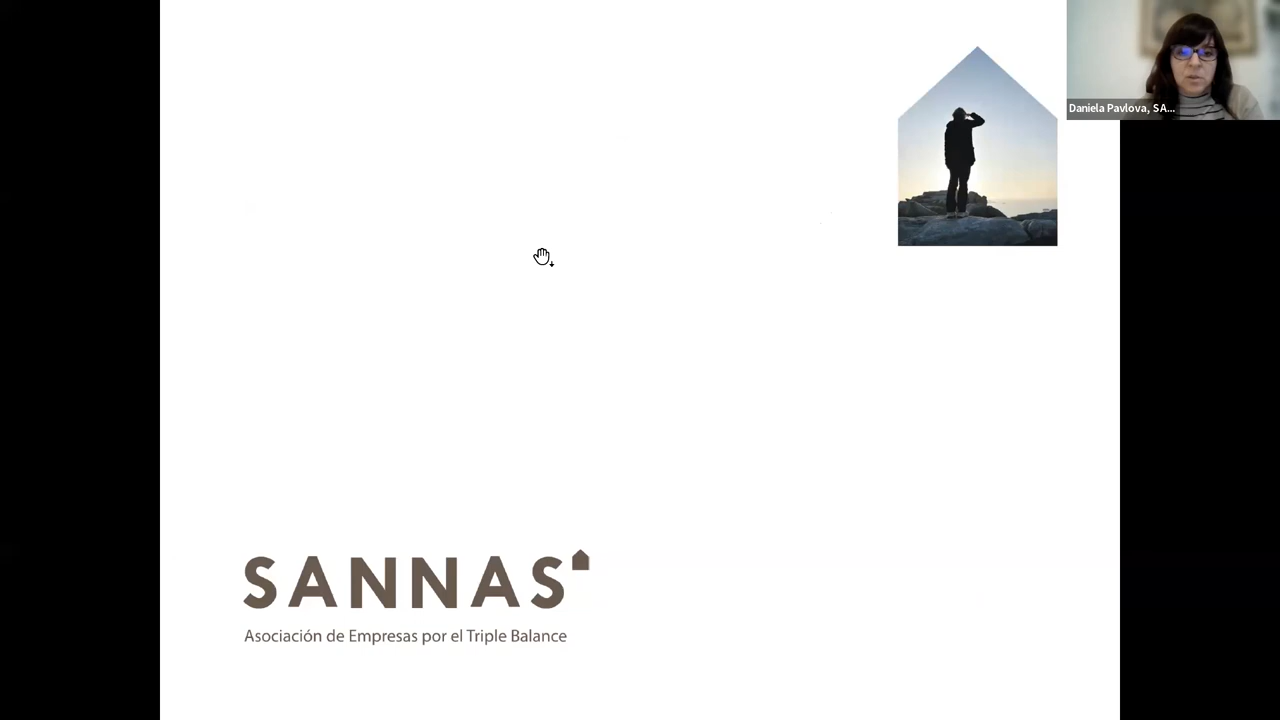 Daniela Pavlova, SA...
SANNAS
Asociación de Empresas por el Triple Balance